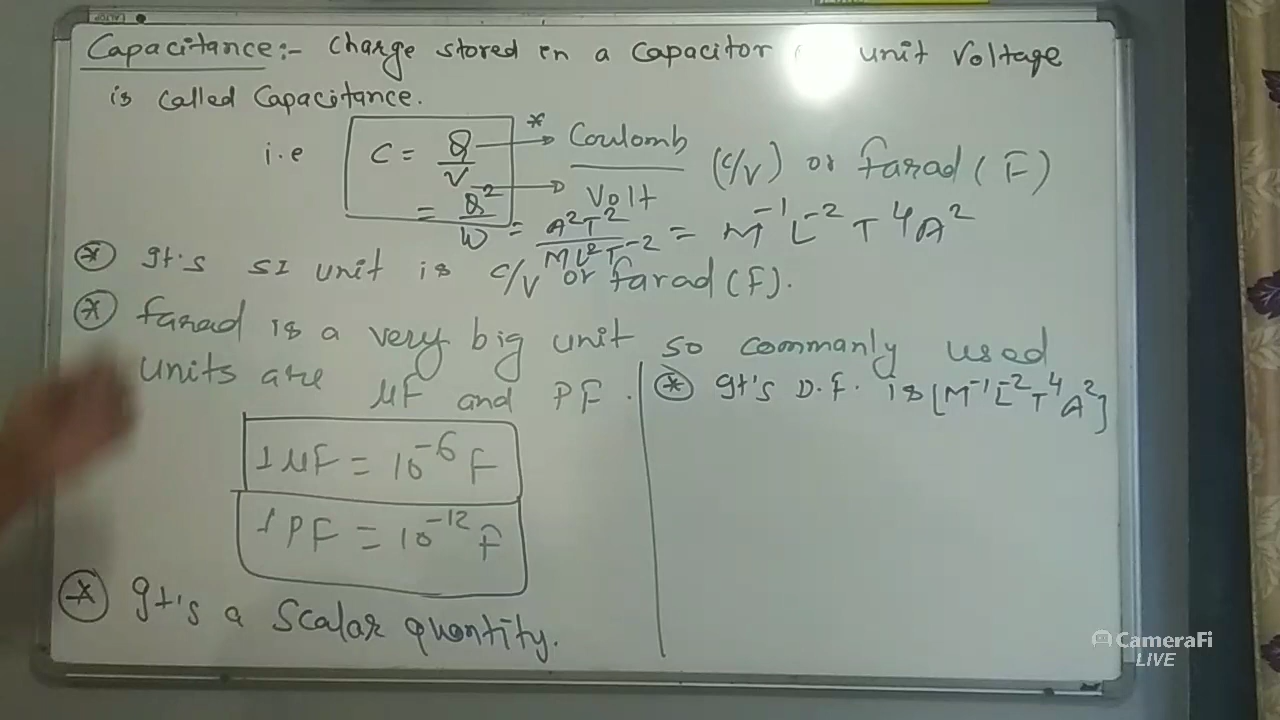 Capacitance:- Charge stored in a capacitor unit Voltage
is called Capacitance.
i.e C = Q/V * → Coulomb/Volt (C/V) or farad (F)
= Q²/W = A²T²/ML²T⁻² = M⁻¹L⁻²T⁴A²
* It's SI unit is C/V or farad (F).
* farad is a very big unit so commanly used
units are μF and PF.
1 μF = 10⁻⁶ F
1 PF = 10⁻¹² F
* It's a Scalar quantity.
* It's D.F. is [M⁻¹L⁻²T⁴A²]
CameraFi
LIVE